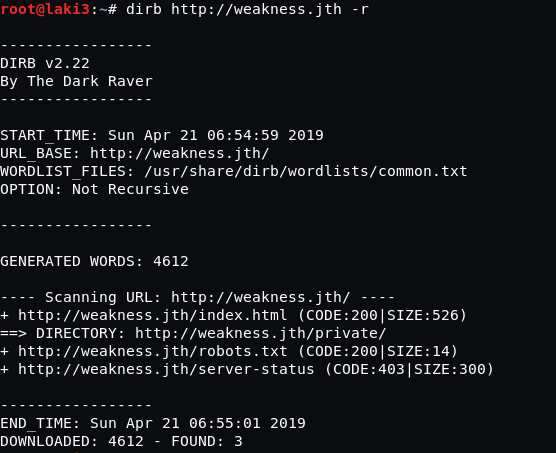 root@laki3:~# dirb http://weakness.jth -r
-----------------
DIRB v2.22
By The Dark Raver
-----------------
START_TIME: Sun Apr 21 06:54:59 2019
URL_BASE: http://weakness.jth/
WORDLIST_FILES: /usr/share/dirb/wordlists/common.txt
OPTION: Not Recursive
-----------------
GENERATED WORDS: 4612
---- Scanning URL: http://weakness.jth/ ----
+ http://weakness.jth/index.html (CODE:200|SIZE:526)
==> DIRECTORY: http://weakness.jth/private/
+ http://weakness.jth/robots.txt (CODE:200|SIZE:14)
+ http://weakness.jth/server-status (CODE:403|SIZE:300)
-----------------
END_TIME: Sun Apr 21 06:55:01 2019
DOWNLOADED: 4612 - FOUND: 3